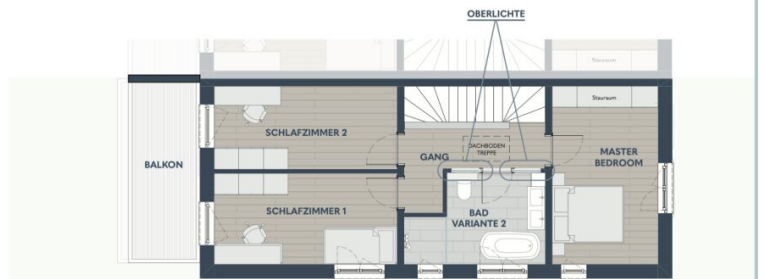 OBERLICHTE
Stauraum
Stauraum
SCHLAFZIMMER 2
DACHBODEN
TREPPE
GANG
MASTER
BEDROOM
BALKON
SCHLAFZIMMER 1
BAD
VARIANTE 2